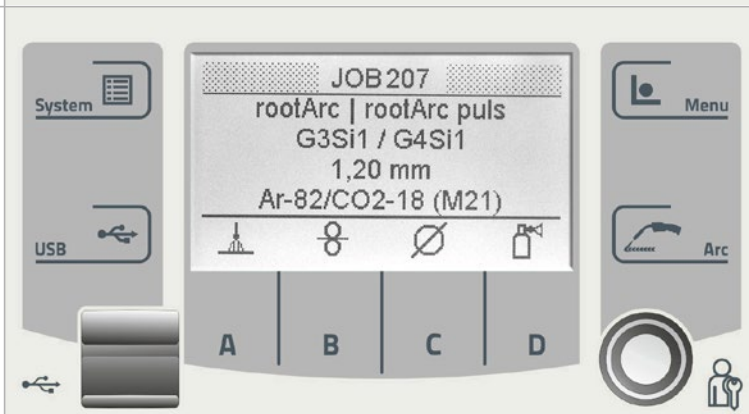 JOB 207
rootArc | rootArc puls
G3Si1 / G4Si1
1,20 mm
Ar-82/CO2-18 (M21)
System
Menu
USB
Arc
A B C D